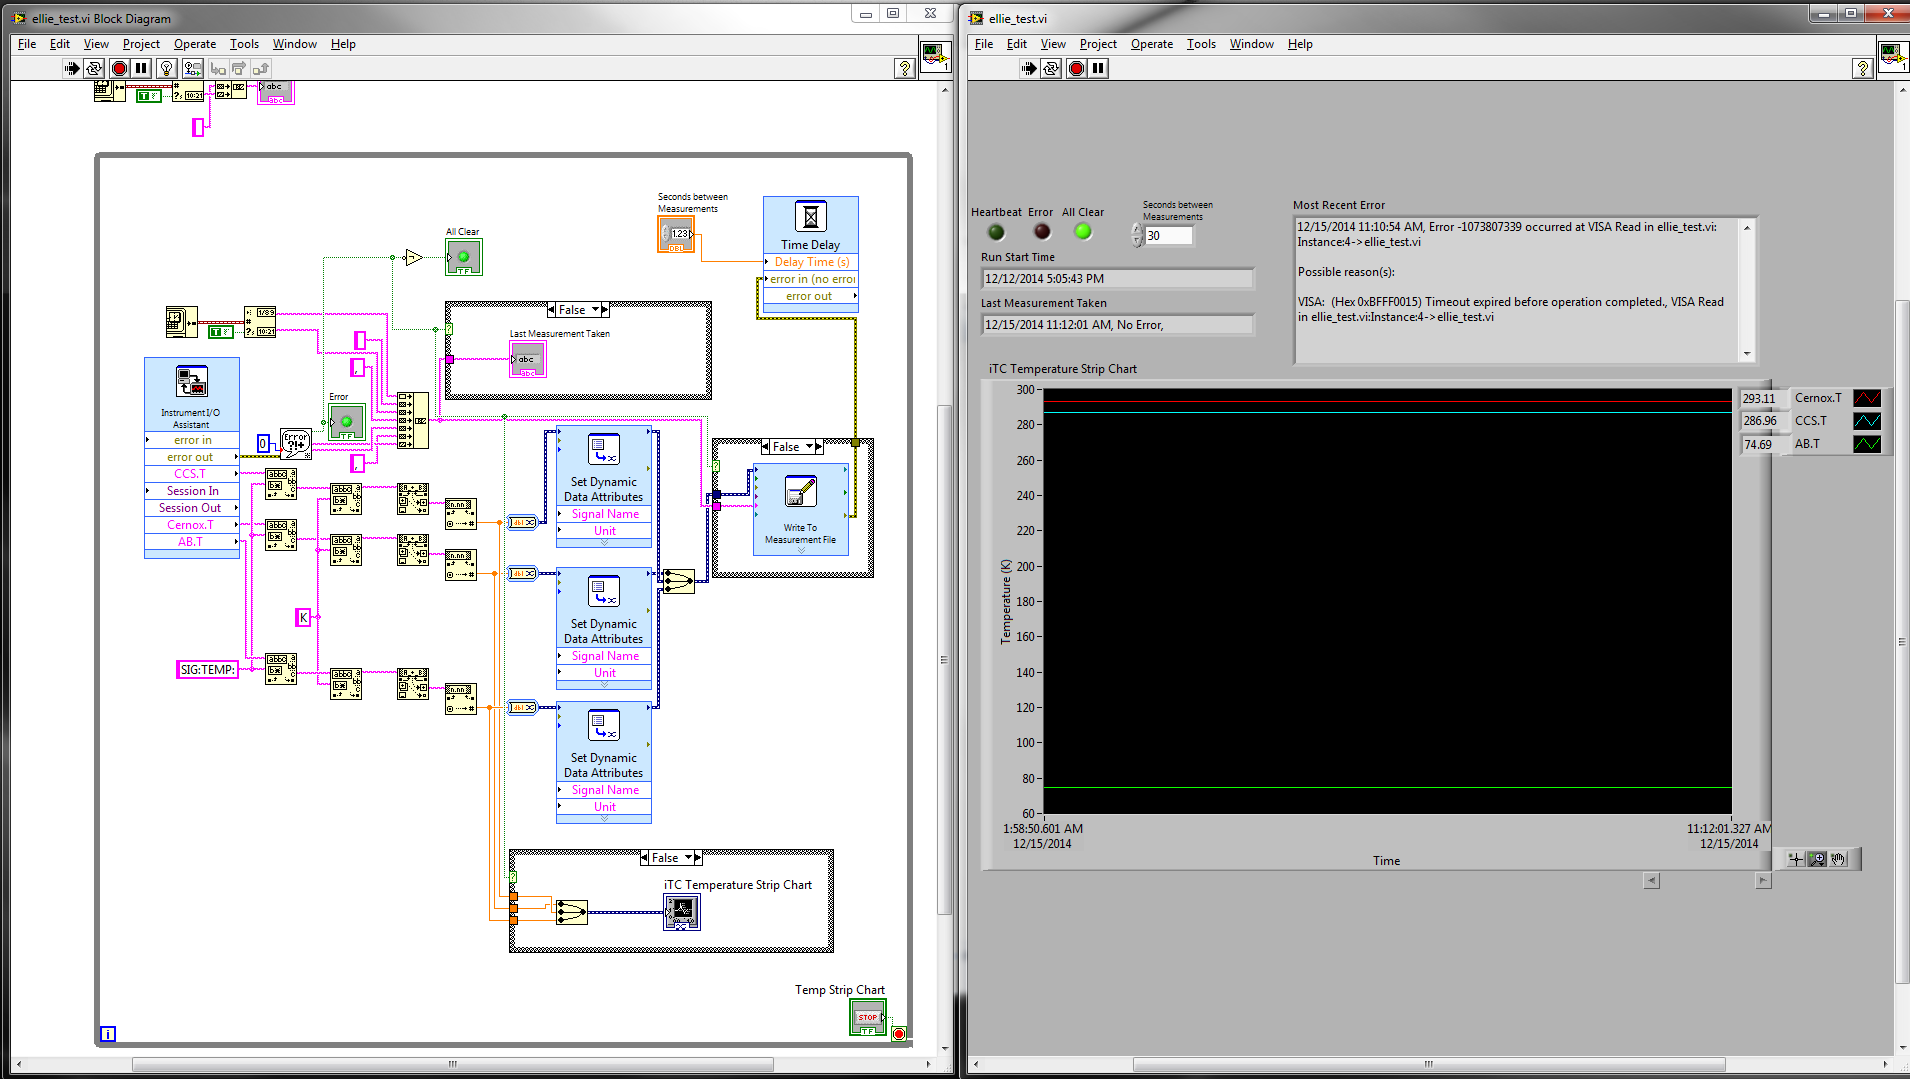 ellie_test.vi Block Diagram
File Edit View Project Operate Tools Window Help
abc
Seconds between
Measurements
1.23
DBL
Time Delay
Delay Time (s)
error in (no erroi
error out
All Clear
TF
False
Last Measurement Taken
abc
Instrument I/O
Assistant
error in
error out
CCS.T
Session In
Session Out
Cernox.T
AB.T
Error
TF
0
Error
?!+
,
K
SIG:TEMP:
Set Dynamic
Data Attributes
Signal Name
Unit
Set Dynamic
Data Attributes
Signal Name
Unit
Set Dynamic
Data Attributes
Signal Name
Unit
False
Write To
Measurement File
False
iTC Temperature Strip Chart
Temp Strip Chart
STOP
TF
i
ellie_test.vi
File Edit View Project Operate Tools Window Help
Heartbeat Error All Clear
Seconds between
Measurements
30
Run Start Time
12/12/2014 5:05:43 PM
Last Measurement Taken
12/15/2014 11:12:01 AM, No Error,
Most Recent Error
12/15/2014 11:10:54 AM, Error -1073807339 occurred at VISA Read in ellie_test.vi:
Instance:4->ellie_test.vi
Possible reason(s):
VISA: (Hex 0xBFFF0015) Timeout expired before operation completed., VISA Read
in ellie_test.vi:Instance:4->ellie_test.vi
iTC Temperature Strip Chart
300
280
260
240
220
200
180
160
140
120
100
80
60
Temperature (K)
1:58:50.601 AM
12/15/2014
11:12:01.327 AM
12/15/2014
Time
293.11 Cernox.T
286.96 CCS.T
74.69 AB.T